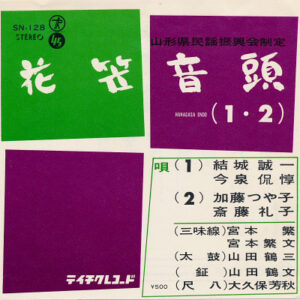 SN-128
STEREO
45
山形県民謡振興会制定
花笠音頭
HANAGASA ONDO
(1・2)
唄(1)結城誠一
今泉侃惇
(2)加藤つや子
斎藤礼子
(三味線)宮本 繁
宮本繁文
(太鼓)山田鶴三
(鉦)山田鶴文
(尺八)大久保芳秋
テイチクレコード
¥500